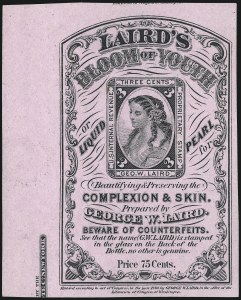 LAIRD'S
BLOOM OF YOUTH
OR
LIQUID
PEARL
for
THREE CENTS
U.S. INTERNAL REVENUE
PROPRIETARY STAMP
GEO. W. LAIRD
Beautifying & Preserving the
COMPLEXION & SKIN.
Prepared by
GEORGE W. LAIRD.
BEWARE OF COUNTERFEITS.
See that the name G.W. LAIRD is stamped
in the glass on the Back of the
Bottle, no other is genuine.
Price 75 Cents.